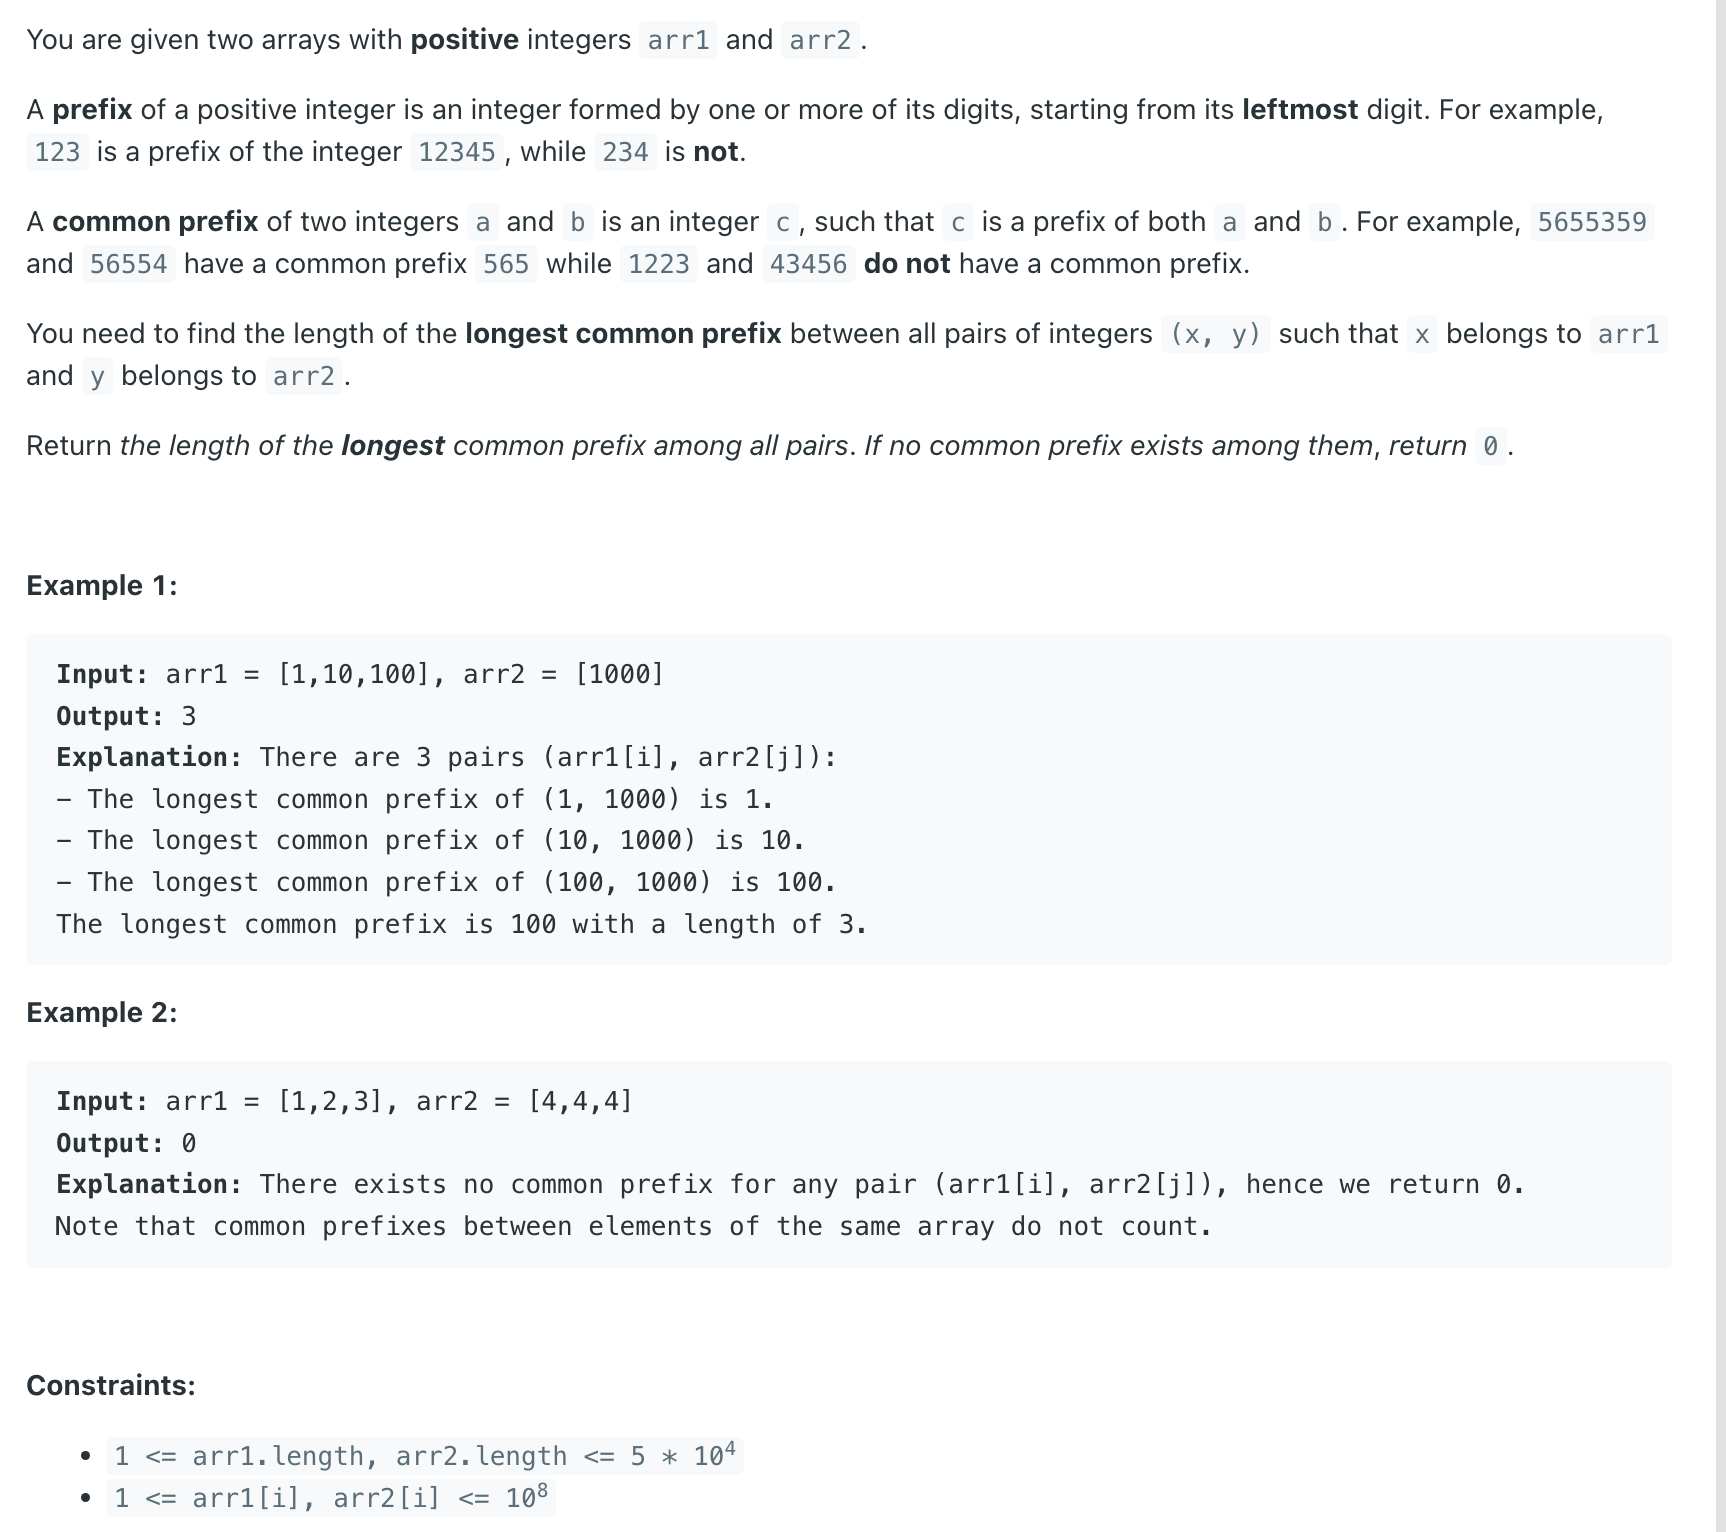 You are given two arrays with positive integers arr1 and arr2.
A prefix of a positive integer is an integer formed by one or more of its digits, starting from its leftmost digit. For example,
123 is a prefix of the integer 12345, while 234 is not.
A common prefix of two integers a and b is an integer c, such that c is a prefix of both a and b. For example, 5655359
and 56554 have a common prefix 565 while 1223 and 43456 do not have a common prefix.
You need to find the length of the longest common prefix between all pairs of integers (x, y) such that x belongs to arr1
and y belongs to arr2.
Return the length of the longest common prefix among all pairs. If no common prefix exists among them, return 0.
Example 1:
Input: arr1 = [1,10,100], arr2 = [1000]
Output: 3
Explanation: There are 3 pairs (arr1[i], arr2[j]):
– The longest common prefix of (1, 1000) is 1.
– The longest common prefix of (10, 1000) is 10.
– The longest common prefix of (100, 1000) is 100.
The longest common prefix is 100 with a length of 3.
Example 2:
Input: arr1 = [1,2,3], arr2 = [4,4,4]
Output: 0
Explanation: There exists no common prefix for any pair (arr1[i], arr2[j]), hence we return 0.
Note that common prefixes between elements of the same array do not count.
Constraints:
• 1 <= arr1.length, arr2.length <= 5 * 10⁴
• 1 <= arr1[i], arr2[i] <= 10⁸